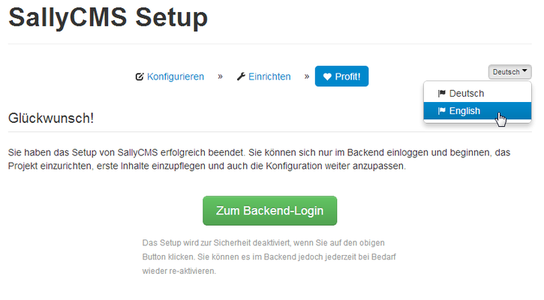 SallyCMS Setup
Konfigurieren » Einrichten » Profit! Deutsch
Deutsch
English
Glückwunsch!
Sie haben das Setup von SallyCMS erfolgreich beendet. Sie können sich nur im Backend einloggen und beginnen, das
Projekt einzurichten, erste Inhalte einzupflegen und auch die Konfiguration weiter anzupassen.
Zum Backend-Login
Das Setup wird zur Sicherheit deaktiviert, wenn Sie auf den obigen
Button klicken. Sie können es im Backend jedoch jederzeit bei Bedarf
wieder re-aktivieren.